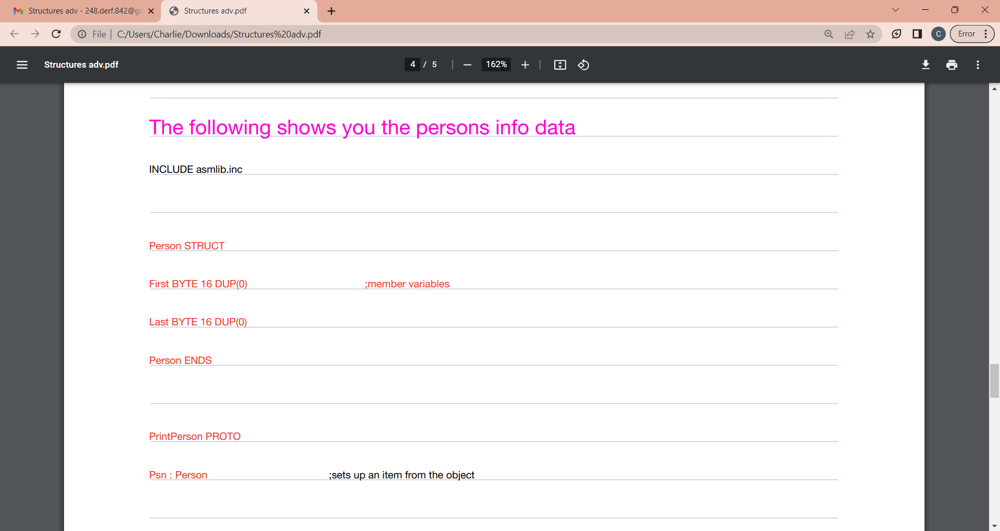 Structures adv - 248.derf.842@gr
Structures adv.pdf
File | C:/Users/Charlie/Downloads/Structures%20adv.pdf
C
Error
Structures adv.pdf
4 / 5
162%
The following shows you the persons info data
INCLUDE asmlib.inc
Person STRUCT
First BYTE 16 DUP(0) ;member variables
Last BYTE 16 DUP(0)
Person ENDS
PrintPerson PROTO
Psn : Person ;sets up an item from the object